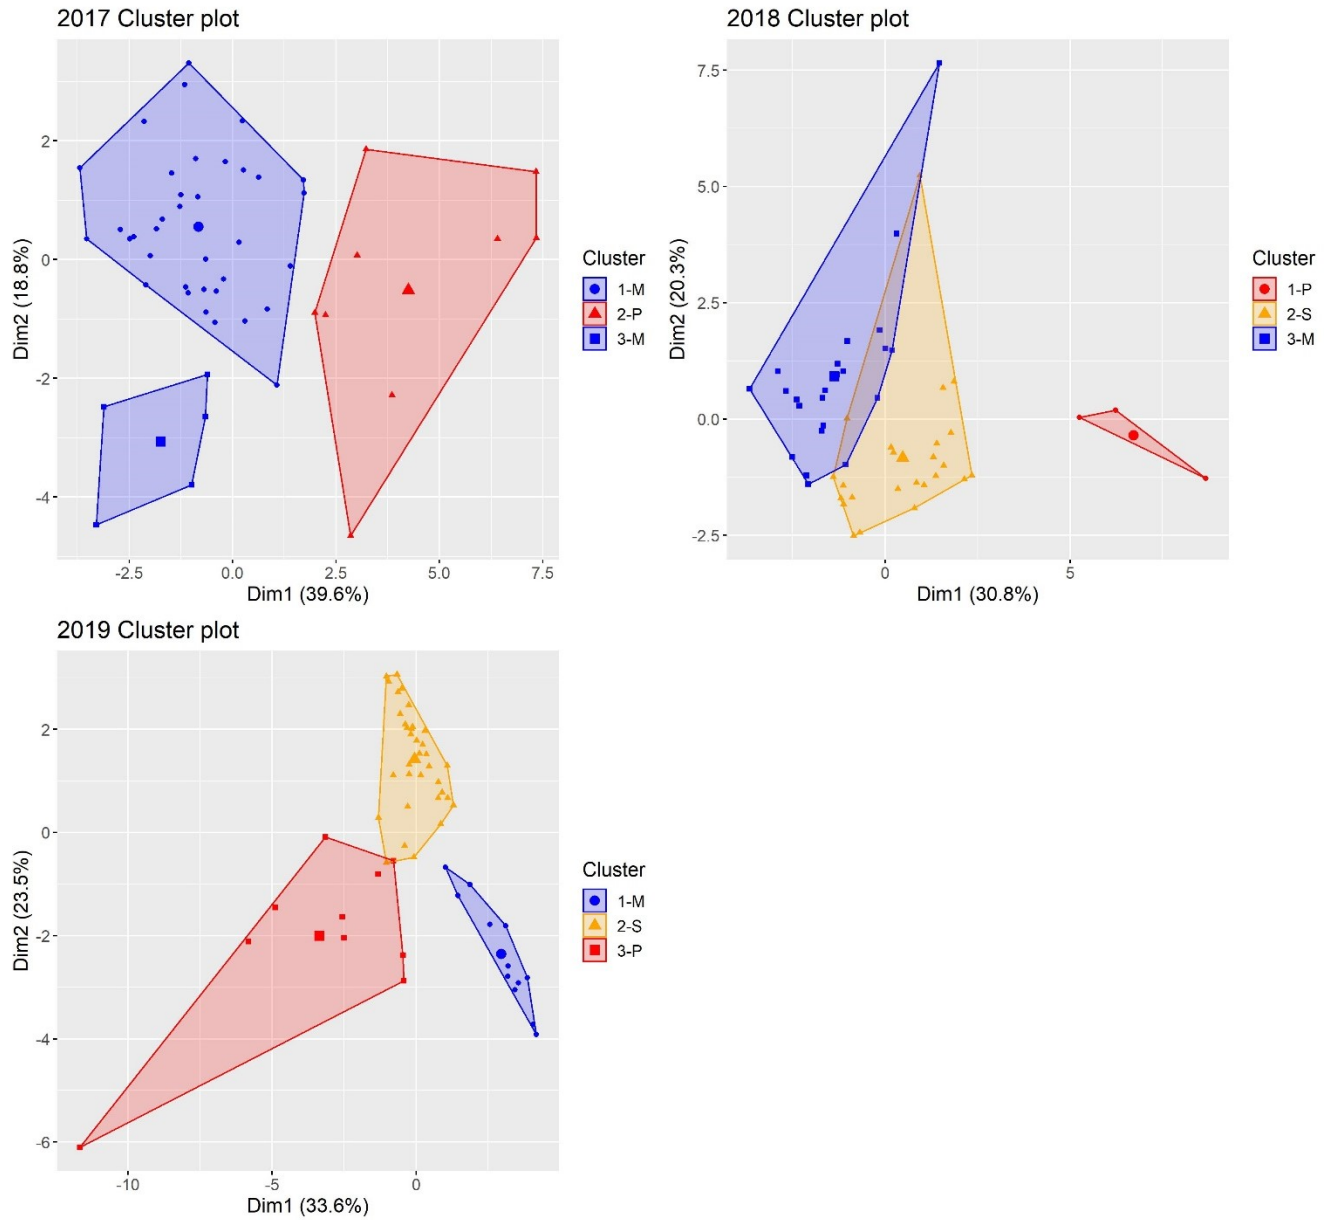 2017 Cluster plot
2
0
-2
-4
Dim2 (18.8%)
-2.5
0.0
2.5
5.0
7.5
Dim1 (39.6%)
Cluster
1-M
2-P
3-M
2018 Cluster plot
7.5
5.0
2.5
0.0
-2.5
Dim2 (20.3%)
0
5
Dim1 (30.8%)
Cluster
1-P
2-S
3-M
2019 Cluster plot
2
0
-2
-4
-6
Dim2 (23.5%)
-10
-5
0
Dim1 (33.6%)
Cluster
1-M
2-S
3-P